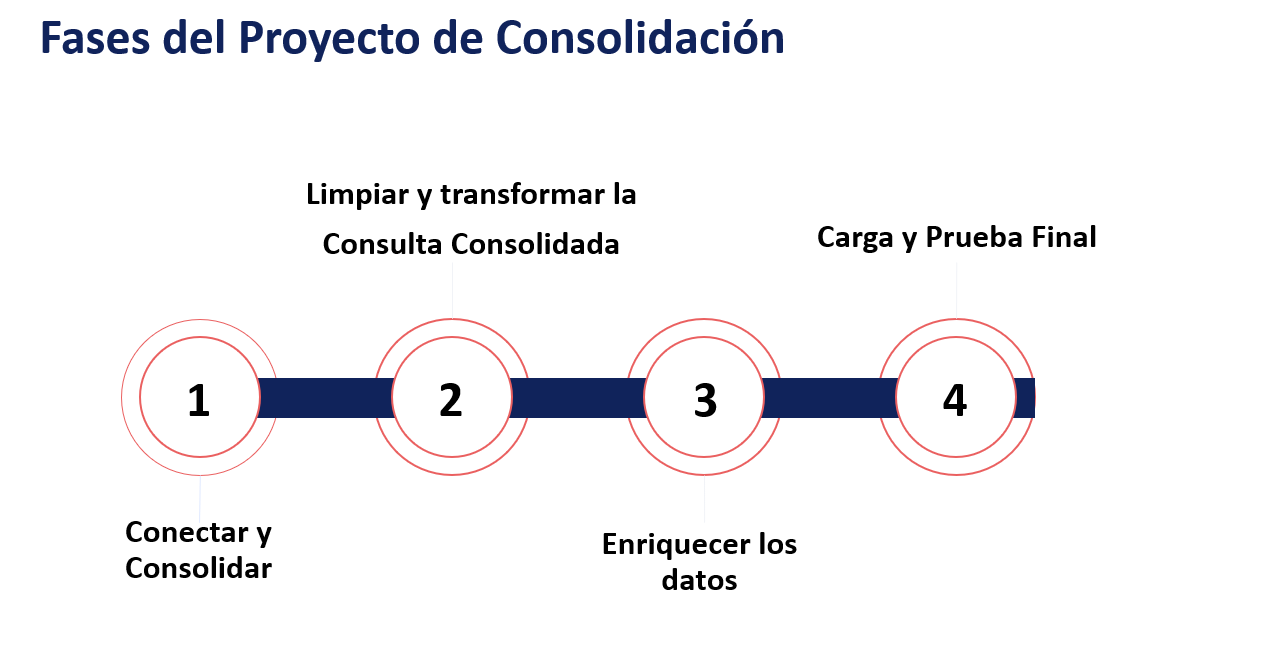 Fases del Proyecto de Consolidación
Limpiar y transformar la
Consulta Consolidada
Carga y Prueba Final
1
2
3
4
Conectar y
Consolidar
Enriquecer los
datos